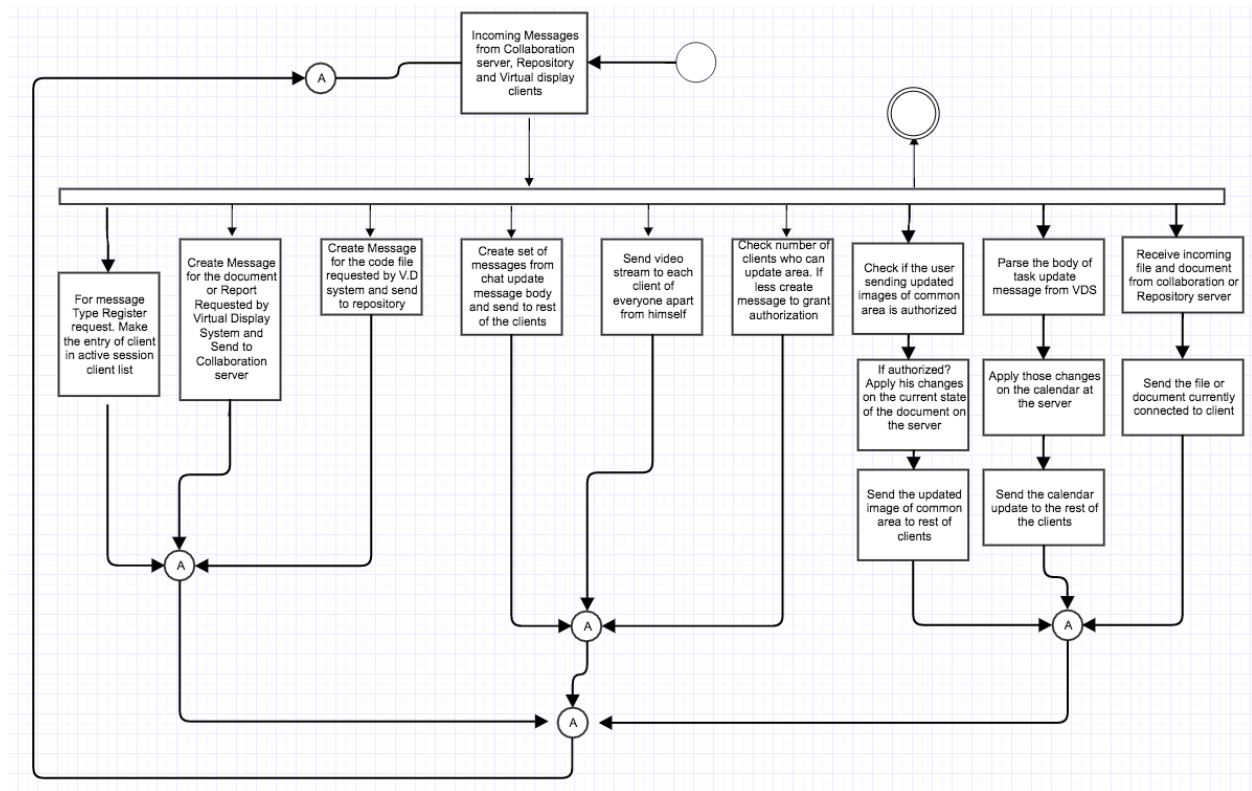 Incoming Messages
from Collaboration
server, Repository
and Virtual display
clients
A
For message
Type Register
request. Make
the entry of client
in active session
client list
Create Message
for the document
or Report
Requested by
Virtual Display
System and
Send to
Collaboration
server
Create Message
for the code file
requested by V.D
system and send
to repository
Create set of
messages from
chat update
message body
and send to rest
of the clients
Send video
stream to each
client of
everyone apart
from himself
Check number of
clients who can
update area. If
less create
message to grant
authorization
Check if the user
sending updated
images of common
area is authorized
Parse the body of
task update
message from VDS
Receive incoming
file and document
from collaboration or
Repository server
If authorized?
Apply his changes
on the current state
of the document on
the server
Apply those changes
on the calendar at
the server
Send the file or
document currently
connected to client
Send the updated
image of common
area to rest of
clients
Send the calendar
update to the rest of
the clients
A
A
A
A